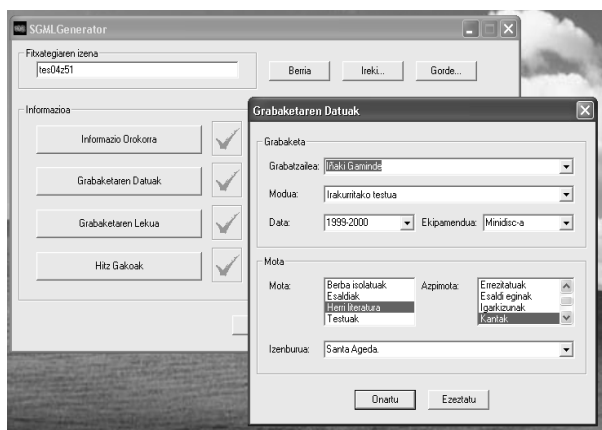 SGMLGenerator
Fitxategiaren izena
tes04z51
Berria
Ireki...
Gorde...
Informazioa
Informazio Orokorra
Grabaketaren Datuak
Grabaketaren Lekua
Hitz Gakoak
Grabaketaren Datuak
Grabaketa
Grabatzailea: Iñaki Gaminde
Modua: Irakurritako testua
Data: 1999-2000 Ekipamendua: Minidisc-a
Mota
Mota:
Berba isolatuak
Esaldiak
Herri literatura
Testuak
Azpimota:
Errezitatuak
Esaldi eginak
Igarkizunak
Kantak
Izenburua: Santa Ageda.
Onartu
Ezeztatu